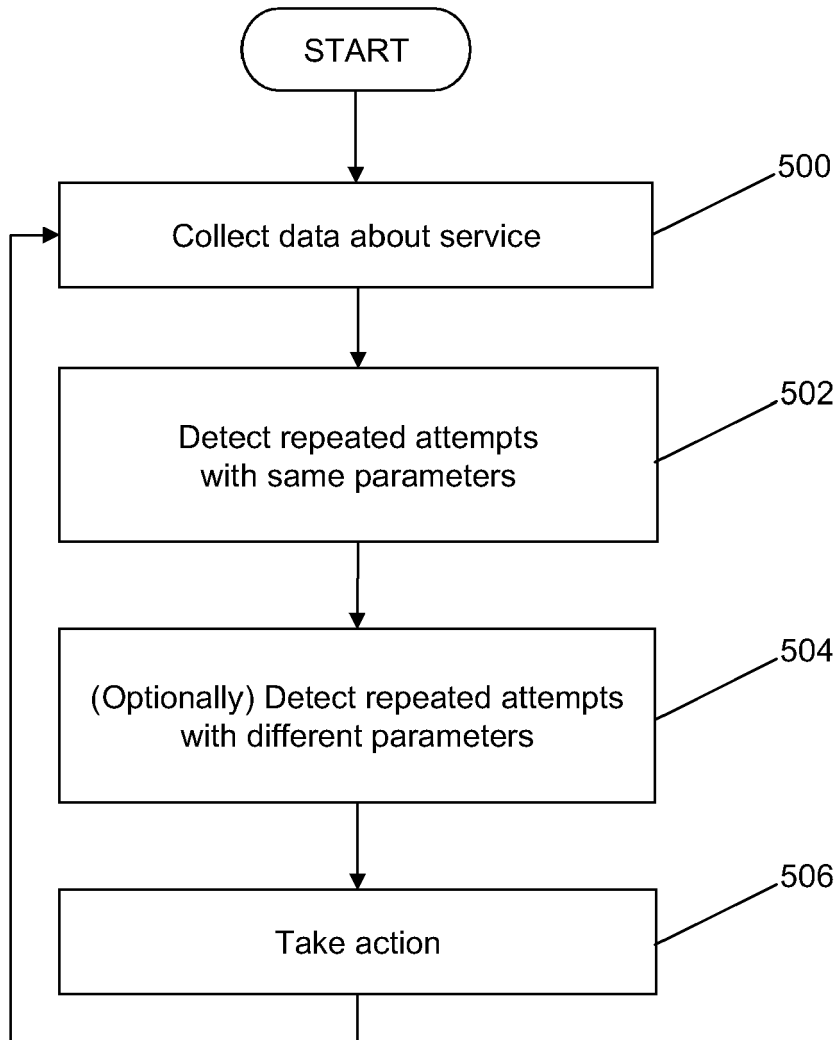 START
500
Collect data about service
502
Detect repeated attempts
with same parameters
504
(Optionally) Detect repeated attempts
with different parameters
506
Take action